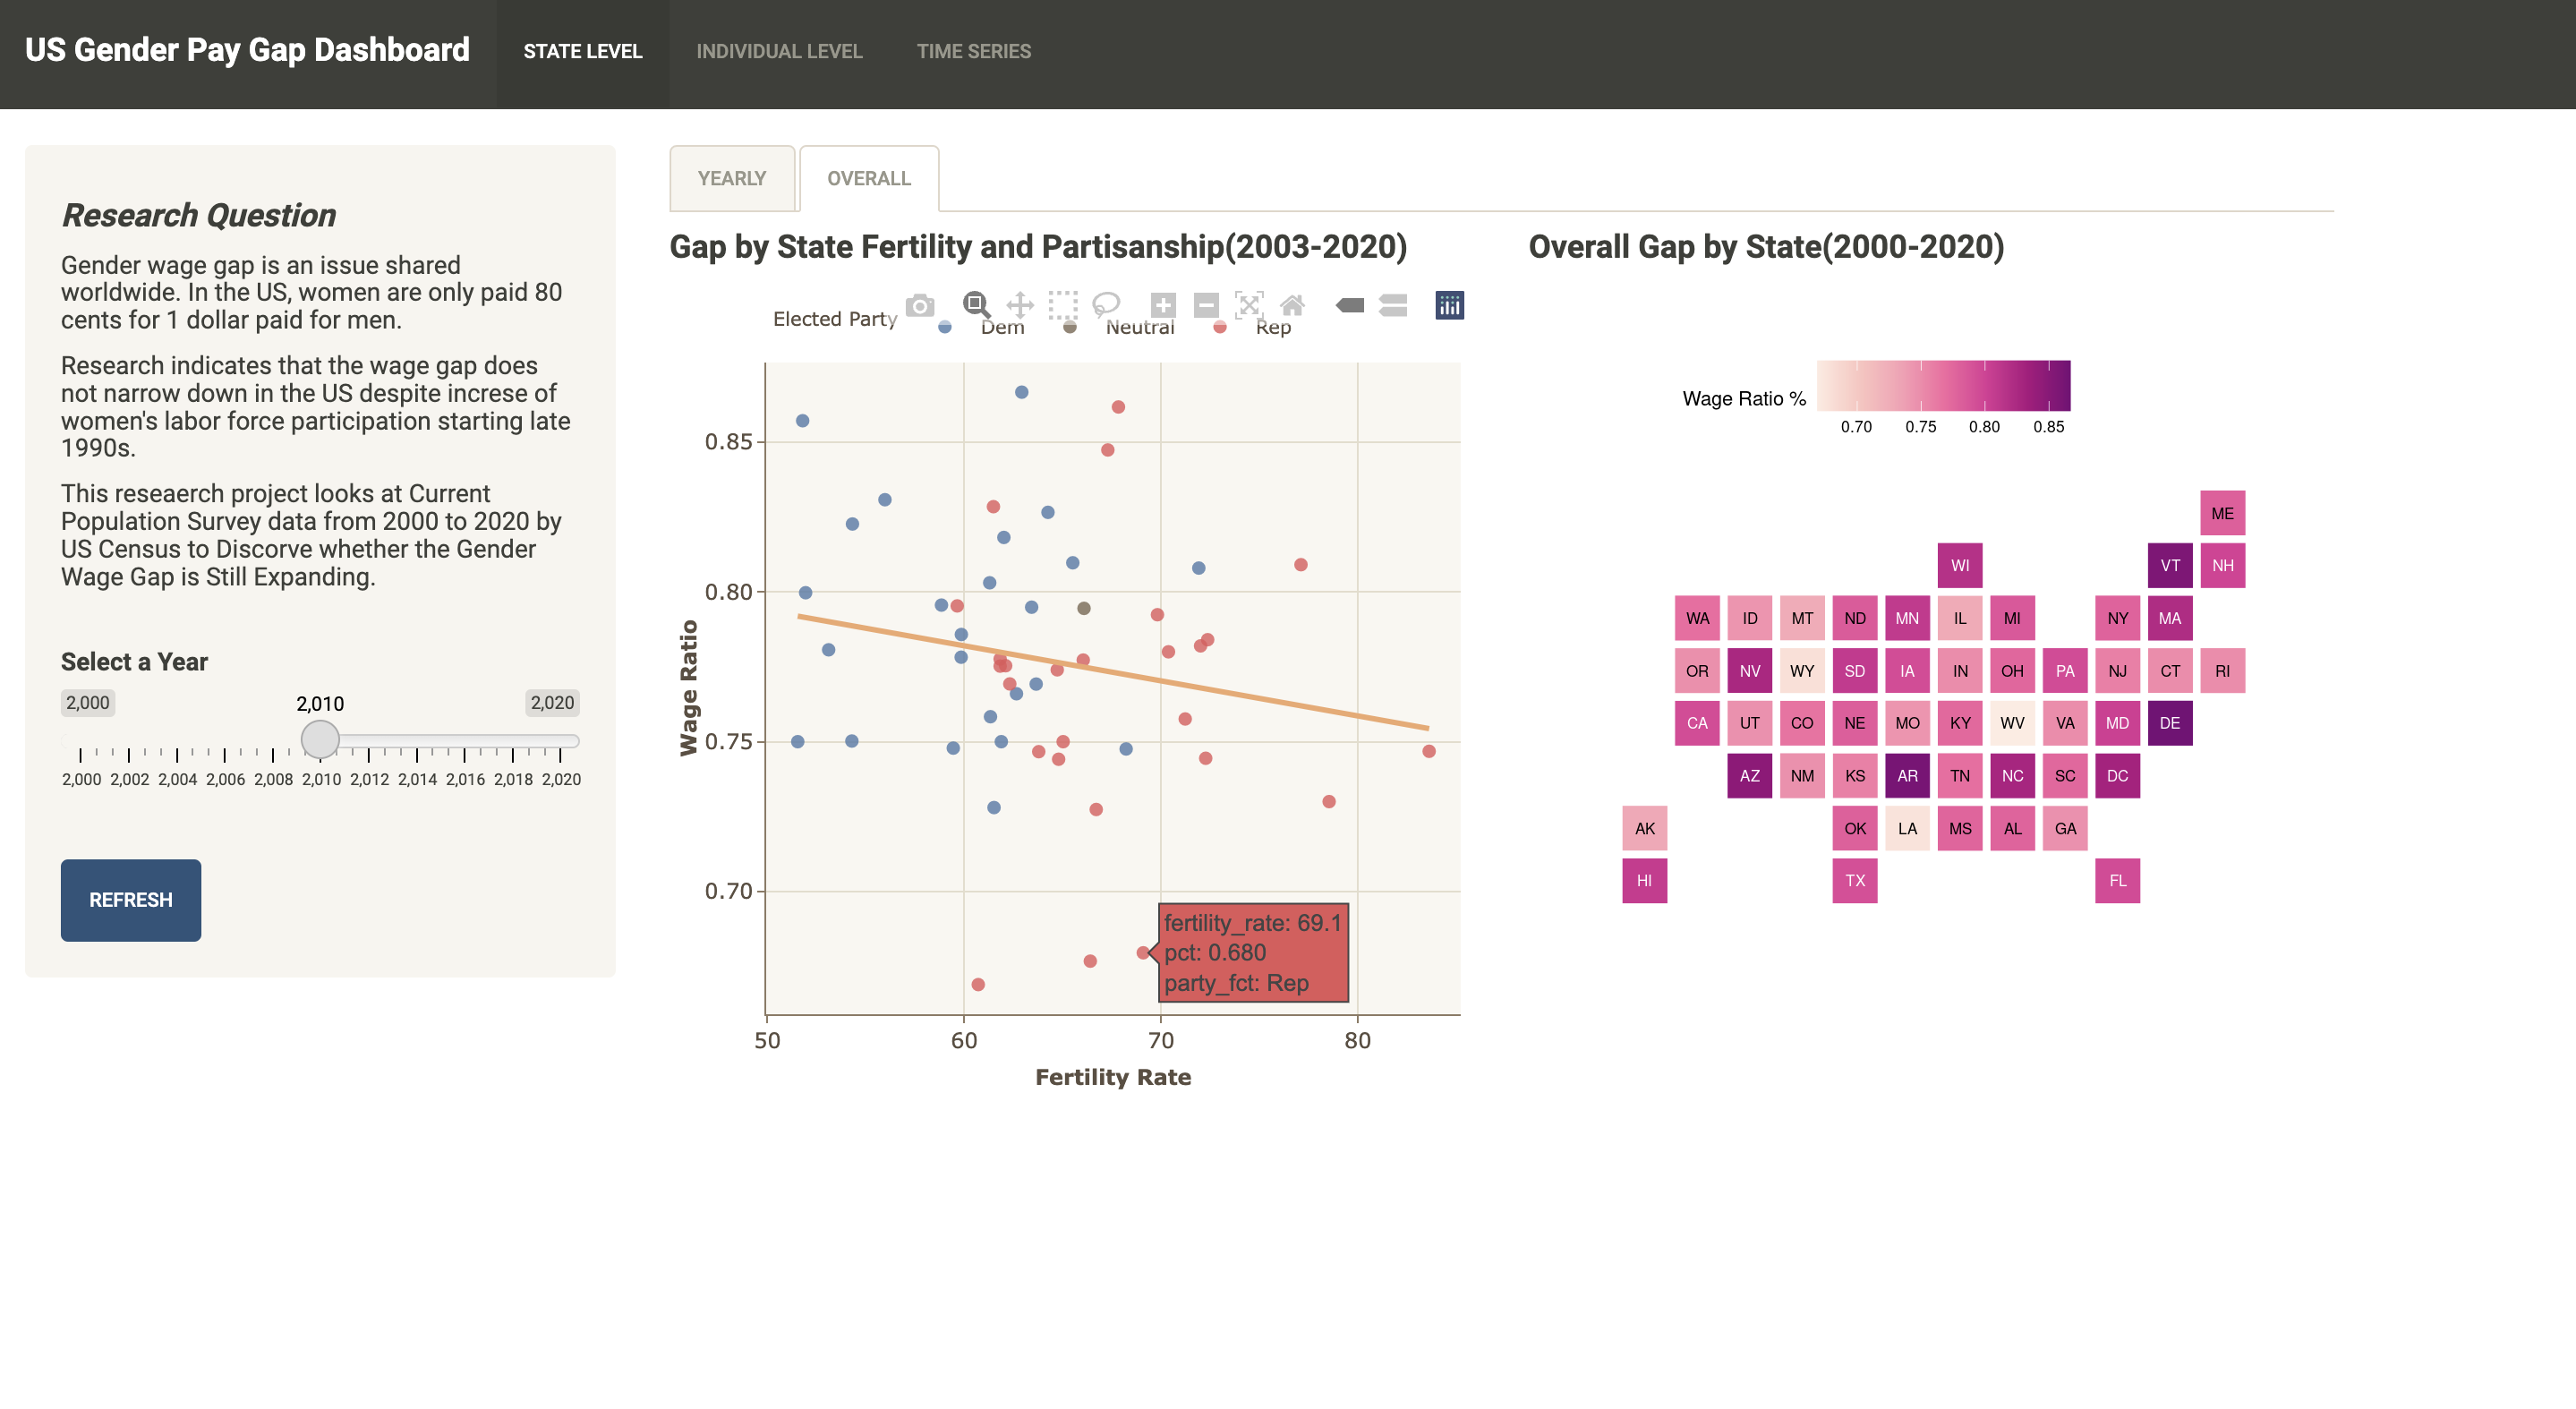 US Gender Pay Gap Dashboard
STATE LEVEL
INDIVIDUAL LEVEL
TIME SERIES
Research Question
Gender wage gap is an issue shared
worldwide. In the US, women are only paid 80
cents for 1 dollar paid for men.
Research indicates that the wage gap does
not narrow down in the US despite increse of
women's labor force participation starting late
1990s.
This reseaerch project looks at Current
Population Survey data from 2000 to 2020 by
US Census to Discorve whether the Gender
Wage Gap is Still Expanding.
Select a Year
2,000
2,010
2,020
2,000 2,002 2,004 2,006 2,008 2,010 2,012 2,014 2,016 2,018 2,020
REFRESH
YEARLY
OVERALL
Gap by State Fertility and Partisanship(2003-2020)
Elected Party
Dem
Neutral
Rep
0.85
0.80
0.75
0.70
Wage Ratio
fertility_rate: 69.1
pct: 0.680
party_fct: Rep
50 60 70 80
Fertility Rate
Overall Gap by State(2000-2020)
Wage Ratio %
0.70 0.75 0.80 0.85
ME
WI VT NH
WA ID MT ND MN IL MI NY MA
OR NV WY SD IA IN OH PA NJ CT RI
CA UT CO NE MO KY WV VA MD DE
AZ NM KS AR TN NC SC DC
AK OK LA MS AL GA
HI TX FL